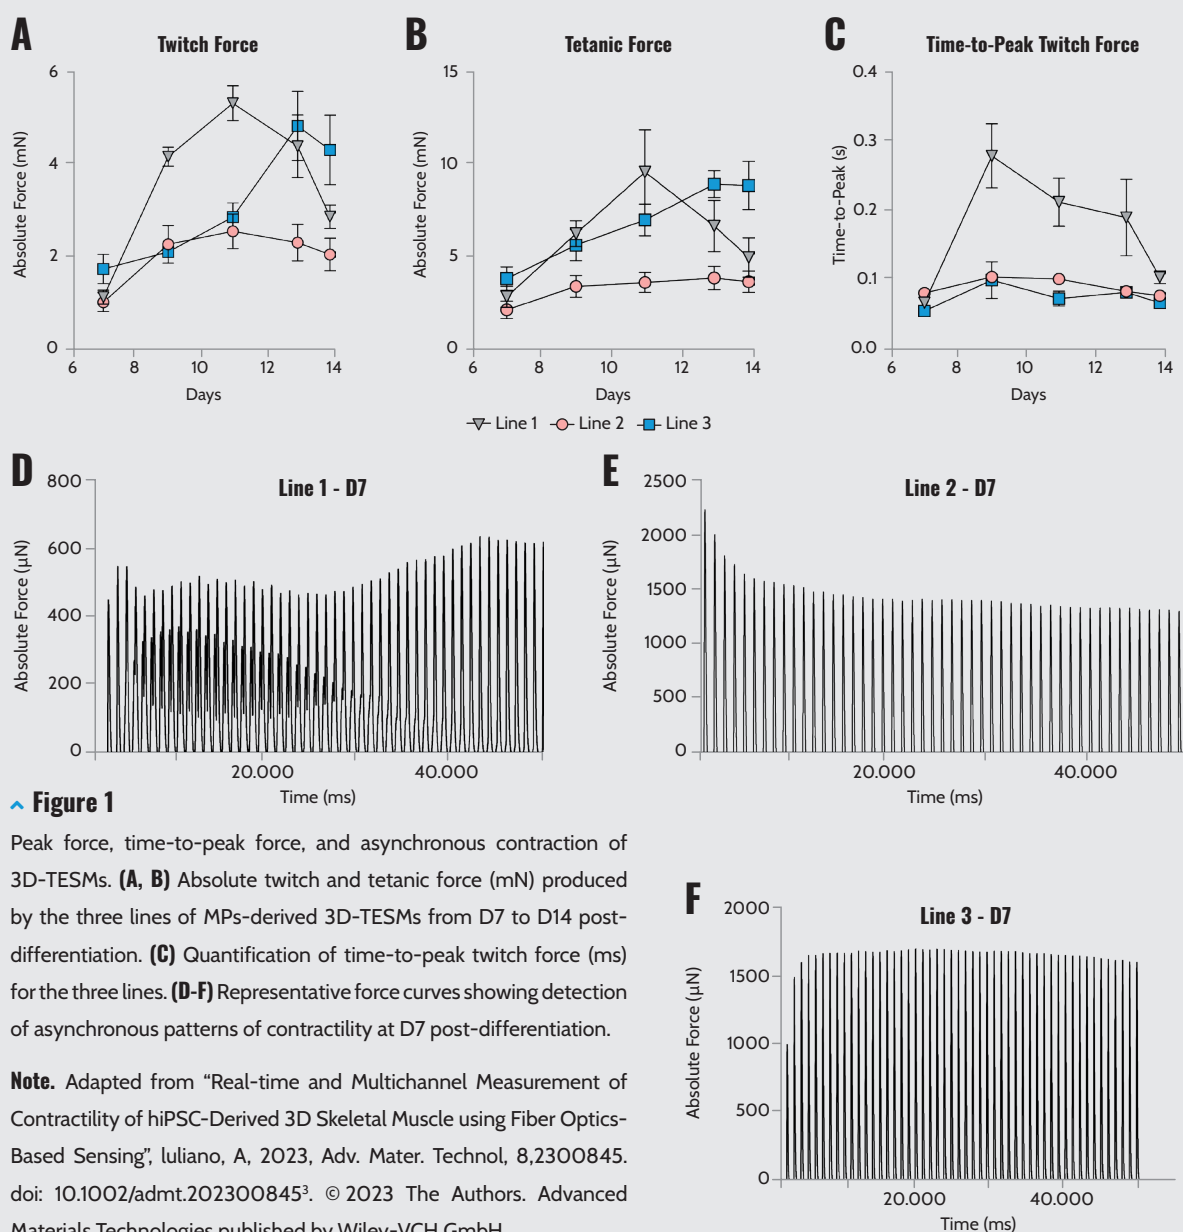 A
Twitch Force
Absolute Force (mN)
6
4
2
0
6
8
10
12
14
Days
B
Tetanic Force
Absolute Force (mN)
15
10
5
0
6
8
10
12
14
Days
C
Time-to-Peak Twitch Force
Time-to-Peak (s)
0.4
0.3
0.2
0.1
0.0
6
8
10
12
14
Days
Line 1
Line 2
Line 3
D
Line 1 - D7
Absolute Force (µN)
800
600
400
200
0
20.000
40.000
Time (ms)
E
Line 2 - D7
Absolute Force (µN)
2500
2000
1500
1000
500
0
20.000
40.000
Time (ms)
Figure 1
Peak force, time-to-peak force, and asynchronous contraction of
3D-TESMs. (A, B) Absolute twitch and tetanic force (mN) produced
by the three lines of MPs-derived 3D-TESMs from D7 to D14 post-
differentiation. (C) Quantification of time-to-peak twitch force (ms)
for the three lines. (D-F) Representative force curves showing detection
of asynchronous patterns of contractility at D7 post-differentiation.
Note. Adapted from “Real-time and Multichannel Measurement of
Contractility of hiPSC-Derived 3D Skeletal Muscle using Fiber Optics-
Based Sensing”, Iuliano, A, 2023, Adv. Mater. Technol, 8,2300845.
doi: 10.1002/admt.202300845³. © 2023 The Authors. Advanced
Materials Technologies published by Wiley-VCH GmbH
F
Line 3 - D7
Absolute Force (µN)
2000
1500
1000
500
0
20.000
40.000
Time (ms)